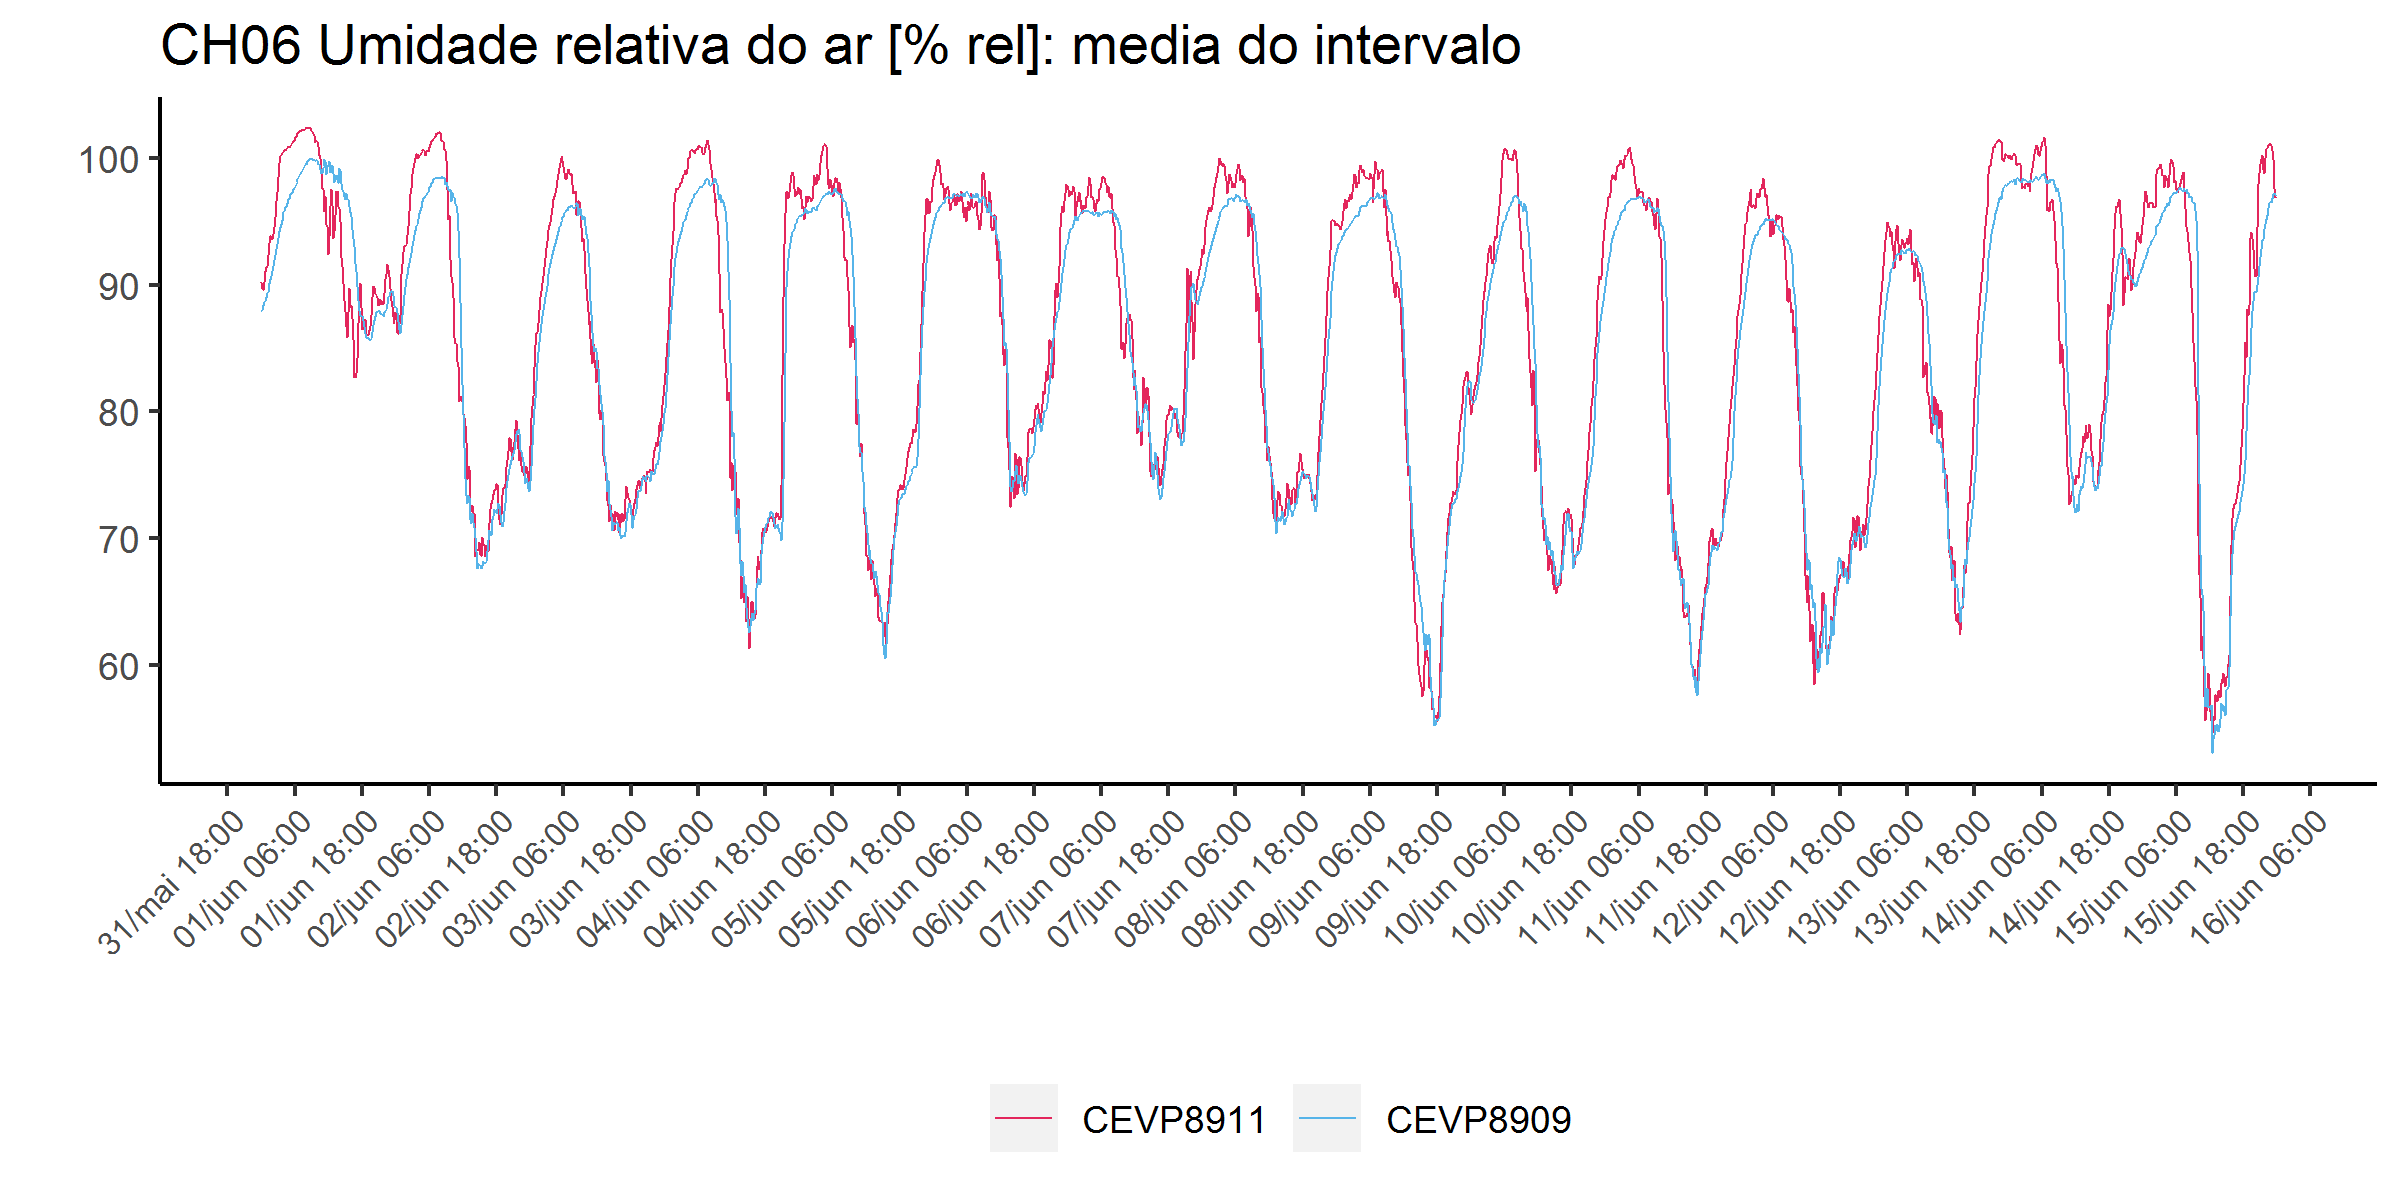 CH06 Umidade relativa do ar [% rel]: media do intervalo
100
90
80
70
60
31/mai 18:00
01/jun 06:00
01/jun 18:00
02/jun 06:00
02/jun 18:00
03/jun 06:00
03/jun 18:00
04/jun 06:00
04/jun 18:00
05/jun 06:00
05/jun 18:00
06/jun 06:00
06/jun 18:00
07/jun 06:00
07/jun 18:00
08/jun 06:00
08/jun 18:00
09/jun 06:00
09/jun 18:00
10/jun 06:00
10/jun 18:00
11/jun 06:00
11/jun 18:00
12/jun 06:00
12/jun 18:00
13/jun 06:00
13/jun 18:00
14/jun 06:00
14/jun 18:00
15/jun 06:00
15/jun 18:00
16/jun 06:00
CEVP8911 CEVP8909